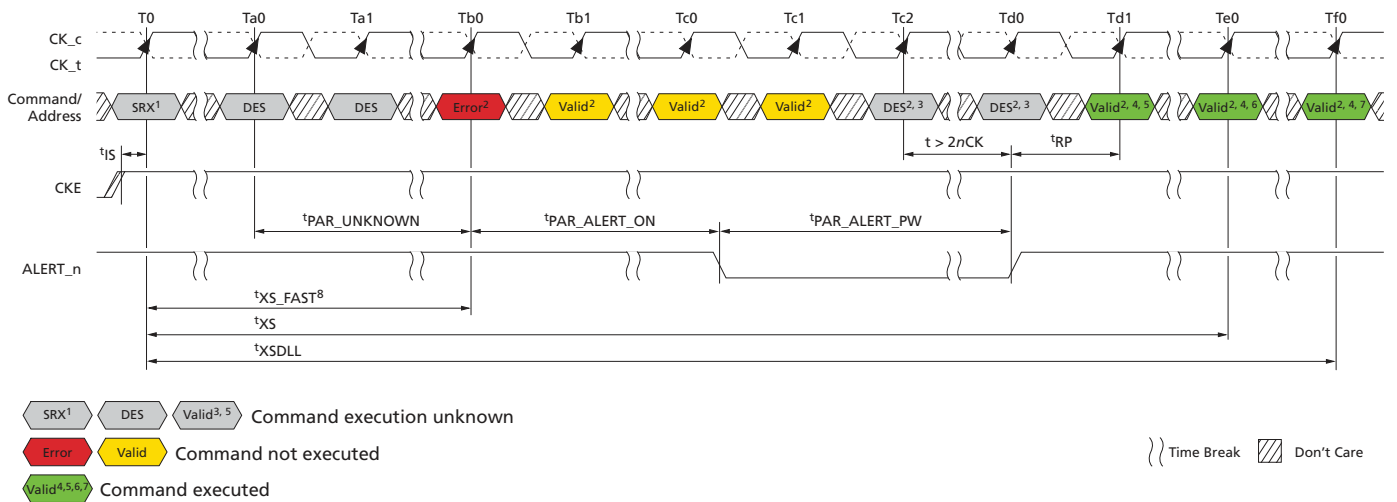 T0 Ta0 Ta1 Tb0 Tb1 Tc0 Tc1 Tc2 Td0 Td1 Te0 Tf0
CK_c
CK_t
Command/
Address
SRX¹ DES DES Error² Valid² Valid² Valid² DES²,³ DES²,³ Valid²,⁴,⁵ Valid²,⁴,⁶ Valid²,⁴,⁷
ᵗIS t > 2nCK ᵗRP
CKE
ᵗPAR_UNKNOWN ᵗPAR_ALERT_ON ᵗPAR_ALERT_PW
ALERT_n
ᵗXS_FAST⁸
ᵗXS
ᵗXSDLL
SRX¹ DES Valid³,⁵ Command execution unknown
Error Valid Command not executed
Time Break Don't Care
Valid⁴,⁵,⁶,⁷ Command executed